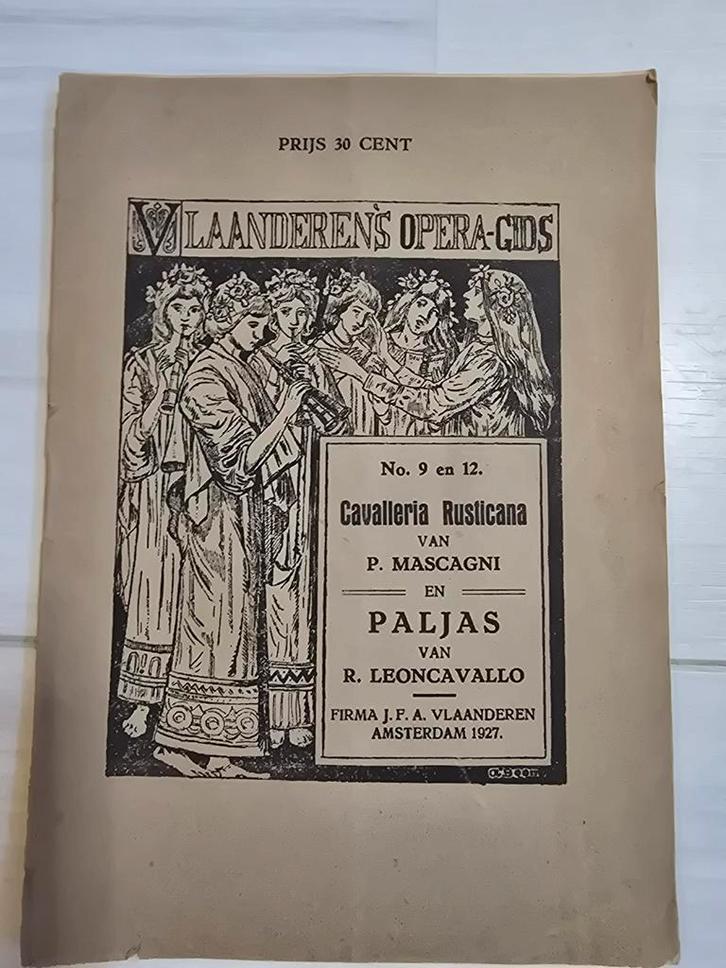 PRIJS 30 CENT
VLAANDEREN'S OPERA-GIDS
No. 9 en 12.
Cavalleria Rusticana
VAN
P. MASCAGNI
EN
PALJAS
VAN
R. LEONCAVALLO
FIRMA J. F. A. VLAANDEREN
AMSTERDAM 1927.